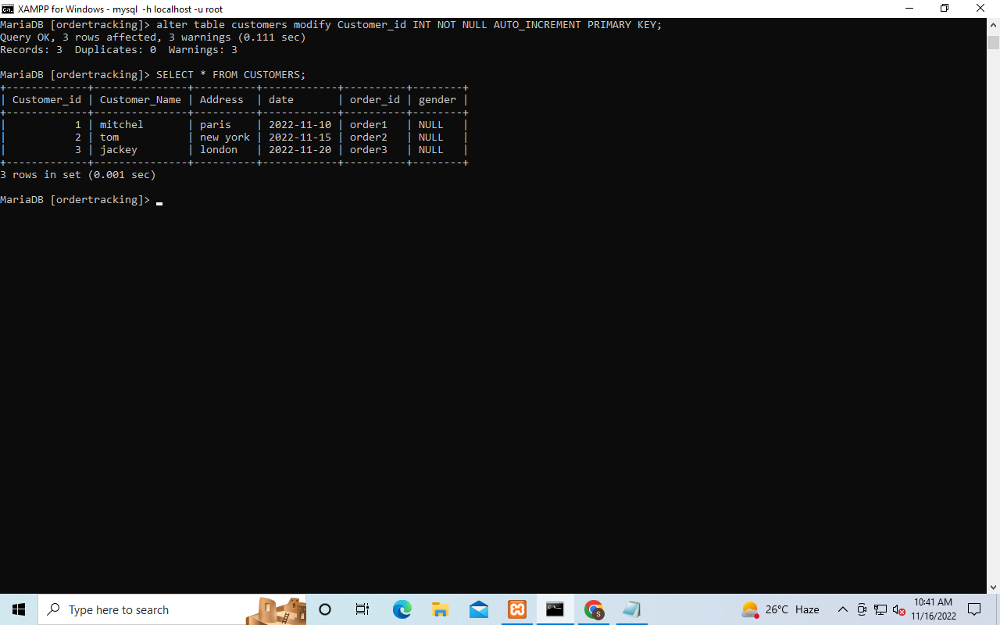 XAMPP for Windows - mysql  -h localhost -u root
MariaDB [ordertracking]> alter table customers modify Customer_id INT NOT NULL AUTO_INCREMENT PRIMARY KEY;
Query OK, 3 rows affected, 3 warnings (0.111 sec)
Records: 3  Duplicates: 0  Warnings: 3
MariaDB [ordertracking]> SELECT * FROM CUSTOMERS;
+-------------+---------------+----------+------------+----------+--------+
| Customer_id | Customer_Name | Address  | date       | order_id | gender |
+-------------+---------------+----------+------------+----------+--------+
|           1 | mitchel       | paris    | 2022-11-10 | order1   | NULL   |
|           2 | tom           | new york | 2022-11-15 | order2   | NULL   |
|           3 | jackey        | london   | 2022-11-20 | order3   | NULL   |
+-------------+---------------+----------+------------+----------+--------+
3 rows in set (0.001 sec)
MariaDB [ordertracking]>
Type here to search
S
26°C  Haze
10:41 AM
11/16/2022